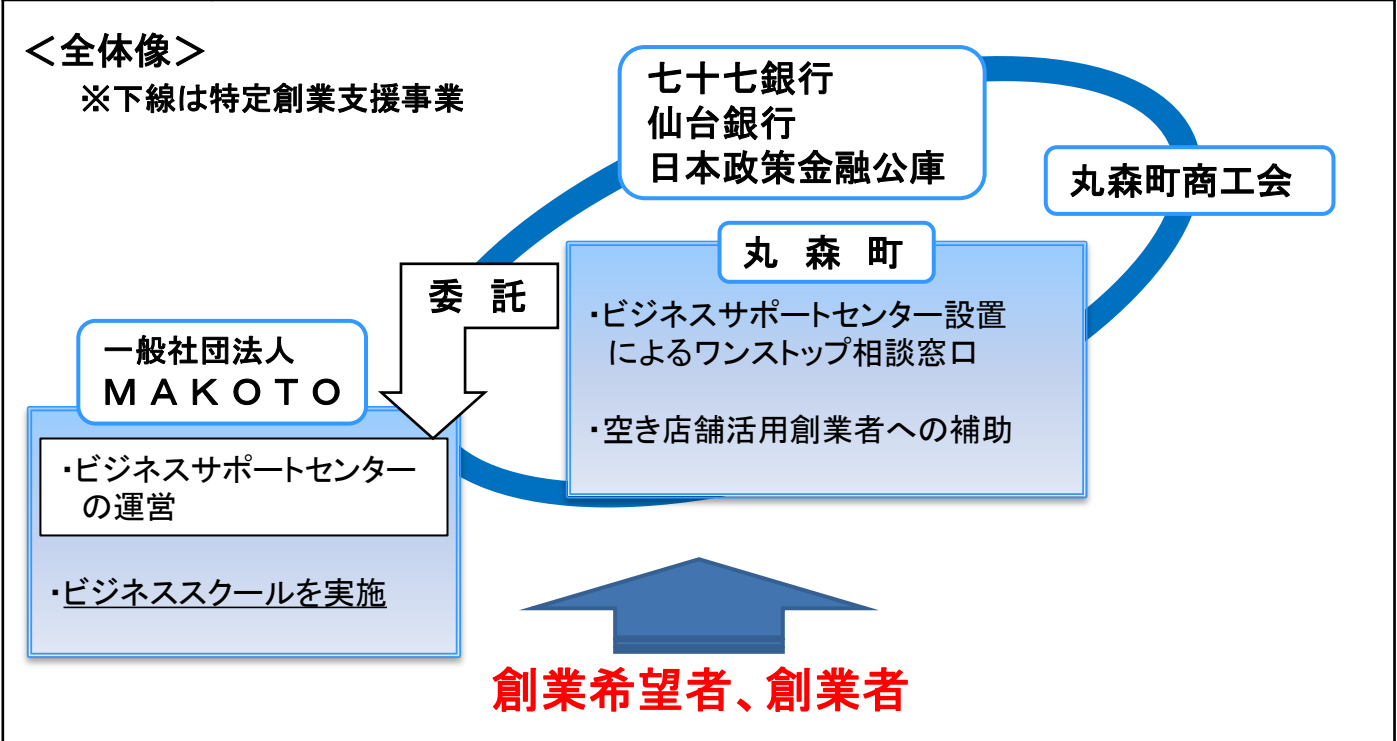 ＜全体像＞
※下線は特定創業支援事業
七十七銀行
仙台銀行
日本政策金融公庫
丸森町商工会
丸 森 町
・ビジネスサポートセンター設置
によるワンストップ相談窓口
・空き店舗活用創業者への補助
委 託
一般社団法人
ＭＡＫＯＴＯ
・ビジネスサポートセンター
の運営
・ビジネススクールを実施
創業希望者、創業者